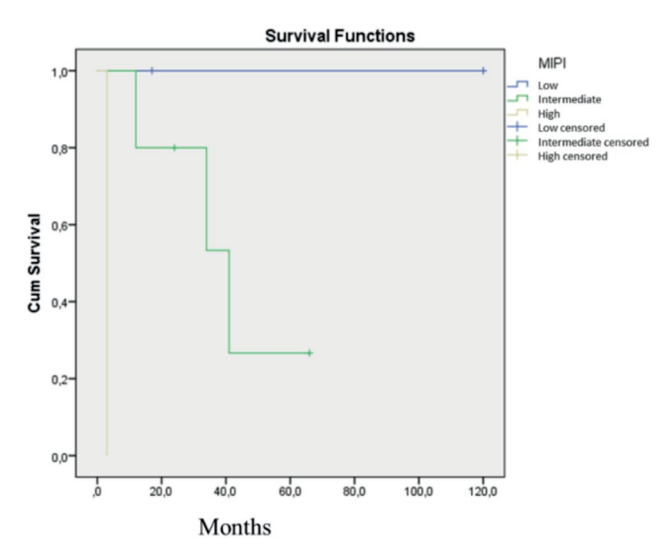 Survival Functions
MIPI
Low
Intermediate
High
Low censored
Intermediate censored
High censored
Cum Survival
1,0
0,8
0,6
0,4
0,2
0,0
,0 20,0 40,0 60,0 80,0 100,0 120,0
Months